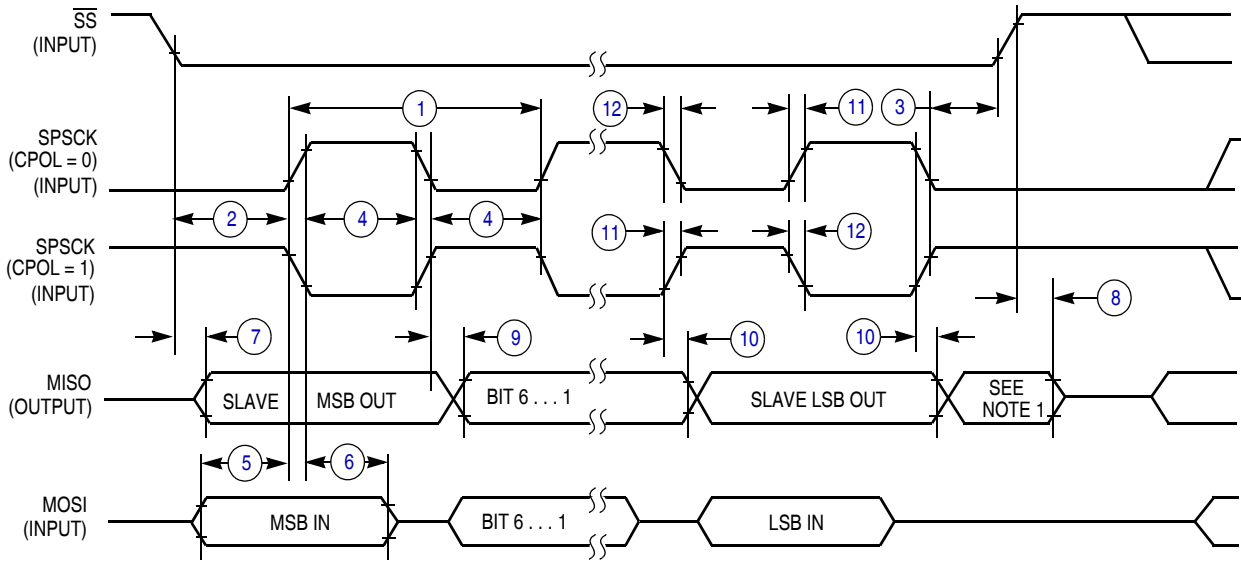 SS
(INPUT)
1
12
11
3
SPSCK
(CPOL = 0)
(INPUT)
2
4
4
11
12
SPSCK
(CPOL = 1)
(INPUT)
8
7
9
10
10
MISO
(OUTPUT)
SLAVE
MSB OUT
BIT 6 . . . 1
SLAVE LSB OUT
SEE
NOTE 1
5
6
MOSI
(INPUT)
MSB IN
BIT 6 . . . 1
LSB IN